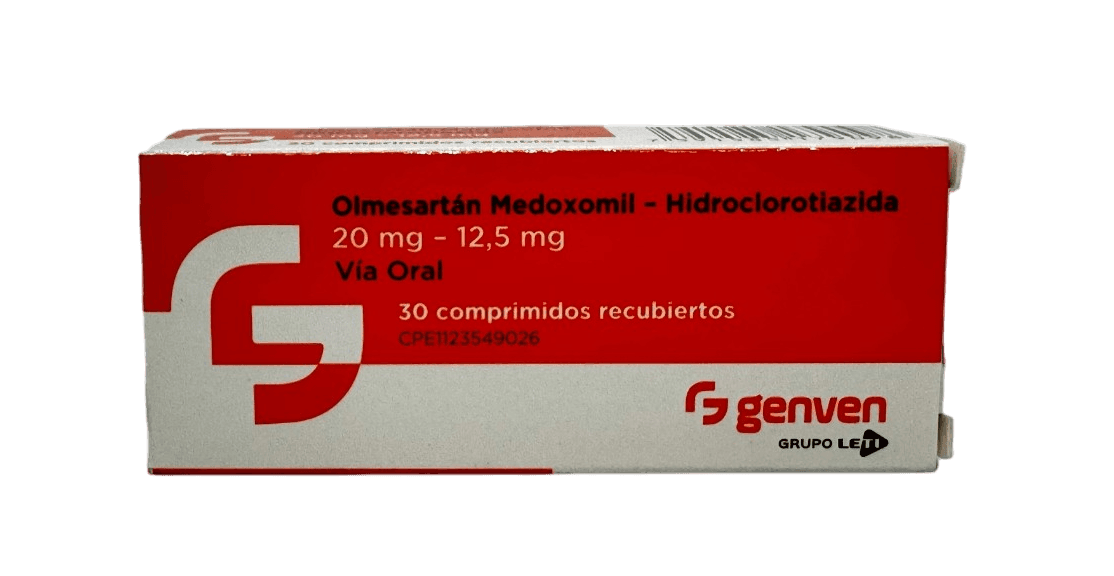 30 comprimidos recubiertos
Olmesartán Medoxomil - Hidroclorotiazida
20 mg - 12,5 mg
Vía Oral
30 comprimidos recubiertos
CPE1123549026
genven
GRUPO LETI